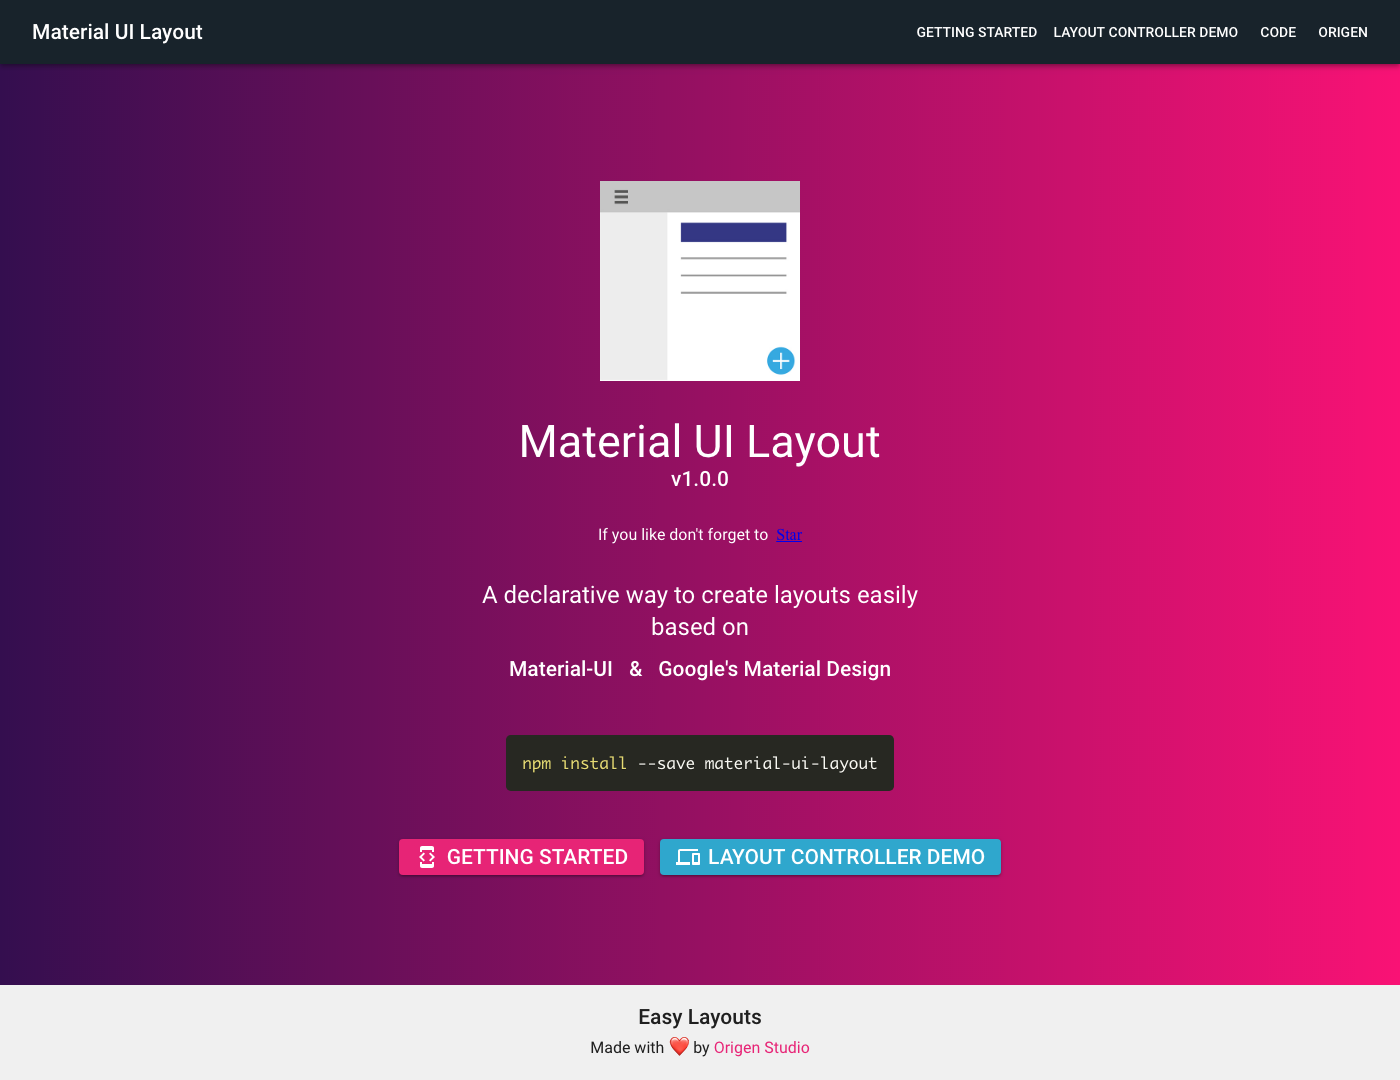 Material UI Layout
GETTING STARTED LAYOUT CONTROLLER DEMO CODE ORIGEN
Material UI Layout
v1.0.0
If you like don't forget to Star
A declarative way to create layouts easily
based on
Material-UI & Google's Material Design
npm install --save material-ui-layout
GETTING STARTED
LAYOUT CONTROLLER DEMO
Easy Layouts
Made with ❤️ by Origen Studio